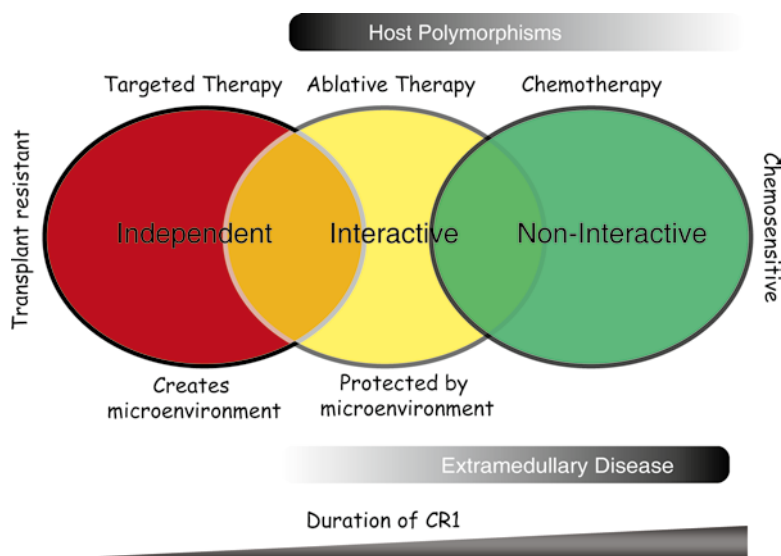 Host Polymorphisms
Targeted Therapy
Ablative Therapy
Chemotherapy
Transplant resistant
Independent
Interactive
Non-Interactive
Chemosensitive
Creates
microenvironment
Protected by
microenvironment
Extramedullary Disease
Duration of CR1